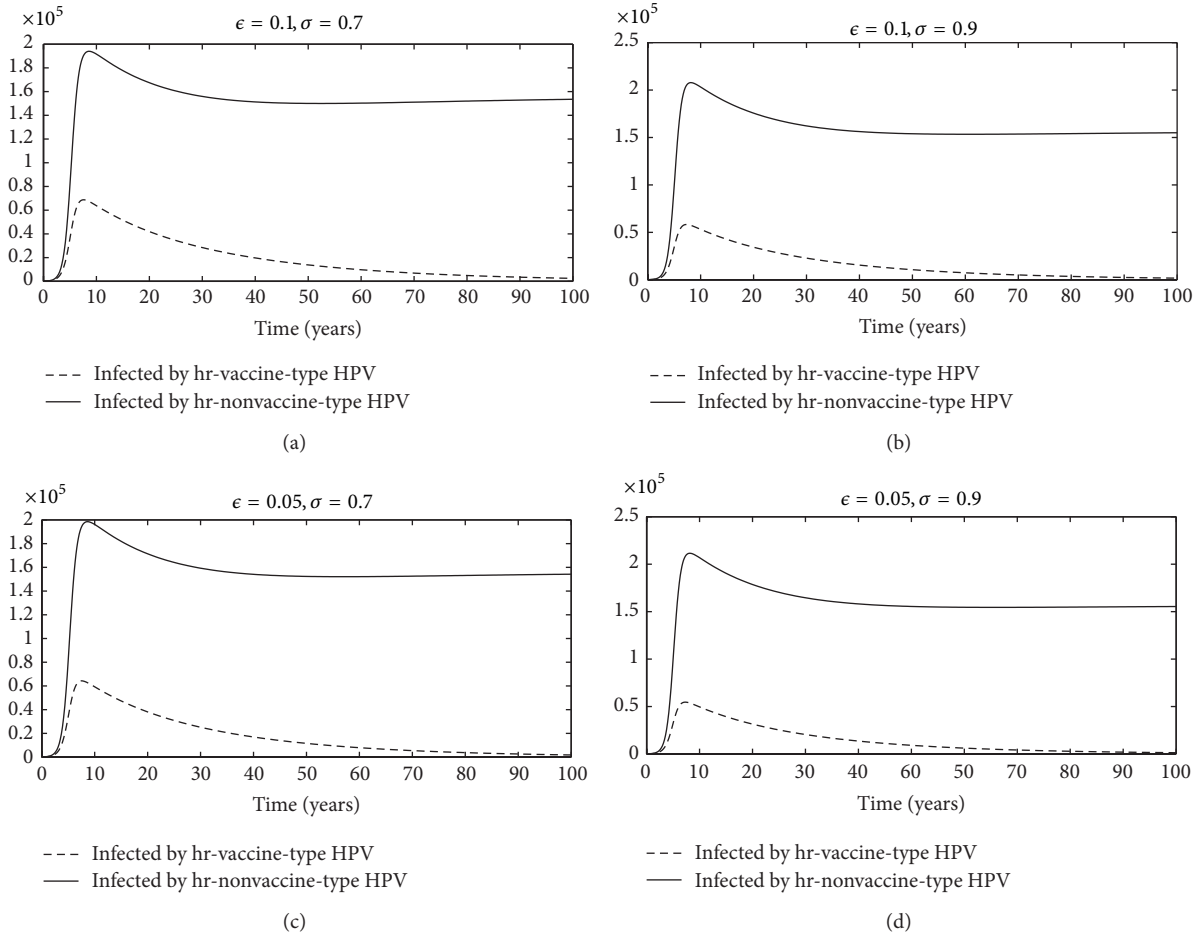 ×10⁵
ϵ = 0.1, σ = 0.7
2
1.8
1.6
1.4
1.2
1
0.8
0.6
0.4
0.2
0
0 10 20 30 40 50 60 70 80 90 100
Time (years)
Infected by hr-vaccine-type HPV
Infected by hr-nonvaccine-type HPV
(a)
×10⁵
ϵ = 0.1, σ = 0.9
2.5
2
1.5
1
0.5
0
0 10 20 30 40 50 60 70 80 90 100
Time (years)
Infected by hr-vaccine-type HPV
Infected by hr-nonvaccine-type HPV
(b)
×10⁵
ϵ = 0.05, σ = 0.7
2
1.8
1.6
1.4
1.2
1
0.8
0.6
0.4
0.2
0
0 10 20 30 40 50 60 70 80 90 100
Time (years)
Infected by hr-vaccine-type HPV
Infected by hr-nonvaccine-type HPV
(c)
×10⁵
ϵ = 0.05, σ = 0.9
2.5
2
1.5
1
0.5
0
0 10 20 30 40 60 60 70 80 90 100
Time (years)
Infected by hr-vaccine-type HPV
Infected by hr-nonvaccine-type HPV
(d)